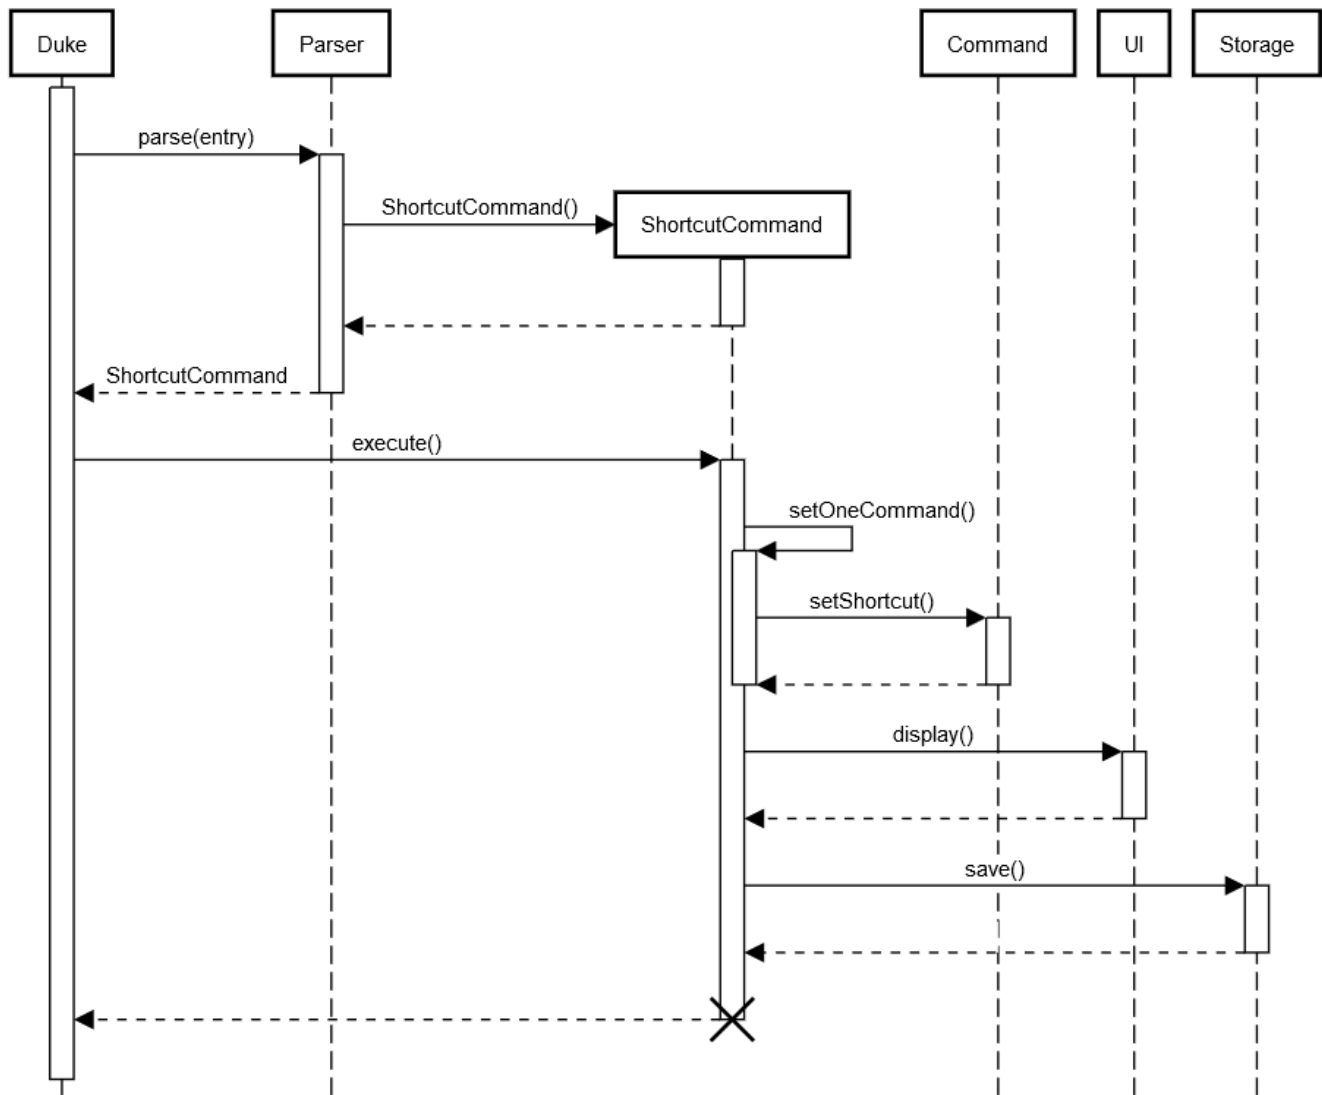 Duke
Parser
Command
UI
Storage
parse(entry)
ShortcutCommand()
ShortcutCommand
ShortcutCommand
execute()
setOneCommand()
setShortcut()
display()
save()